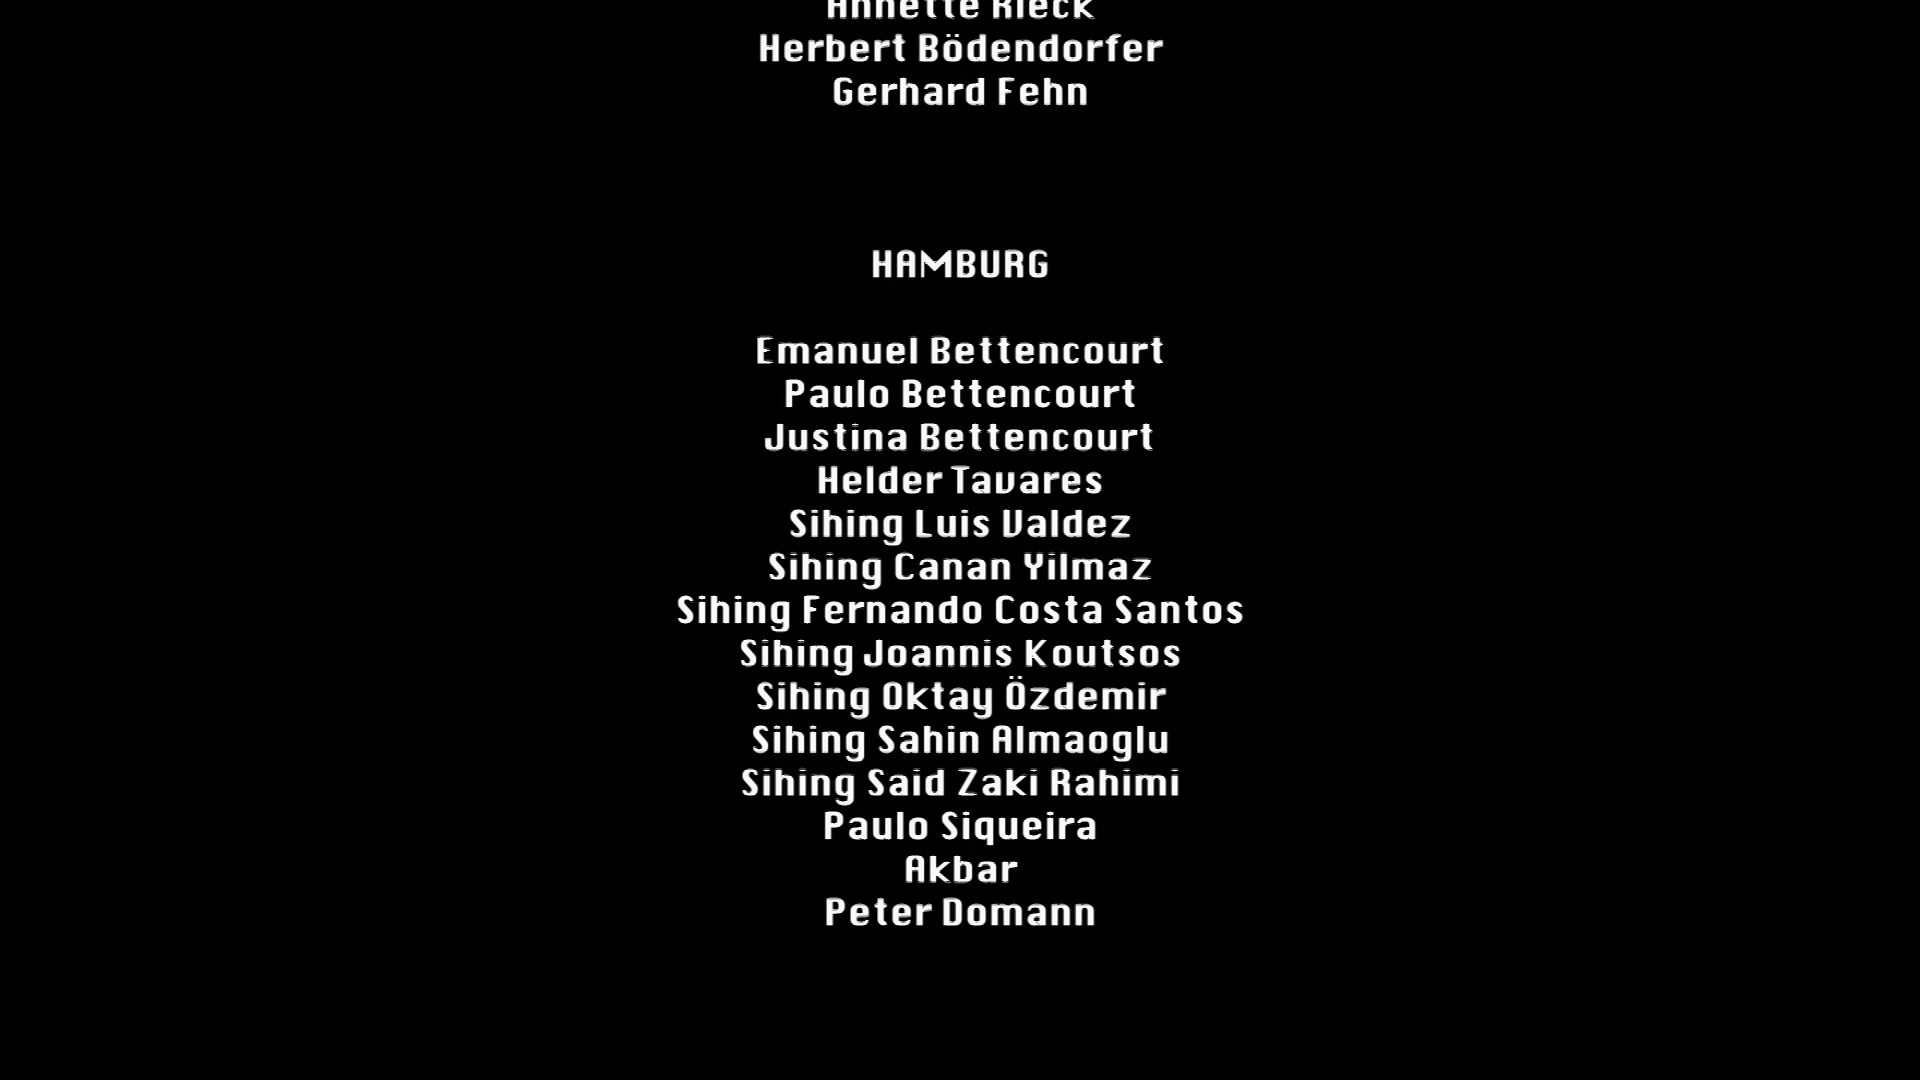 Annette Rieck
Herbert Bödendorfer
Gerhard Fehn
HAMBURG
Emanuel Bettencourt
Paulo Bettencourt
Justina Bettencourt
Helder Tavares
Sihing Luis Valdez
Sihing Canan Yilmaz
Sihing Fernando Costa Santos
Sihing Joannis Koutsos
Sihing Oktay Özdemir
Sihing Sahin Almaoglu
Sihing Said Zaki Rahimi
Paulo Siqueira
Akbar
Peter Domann